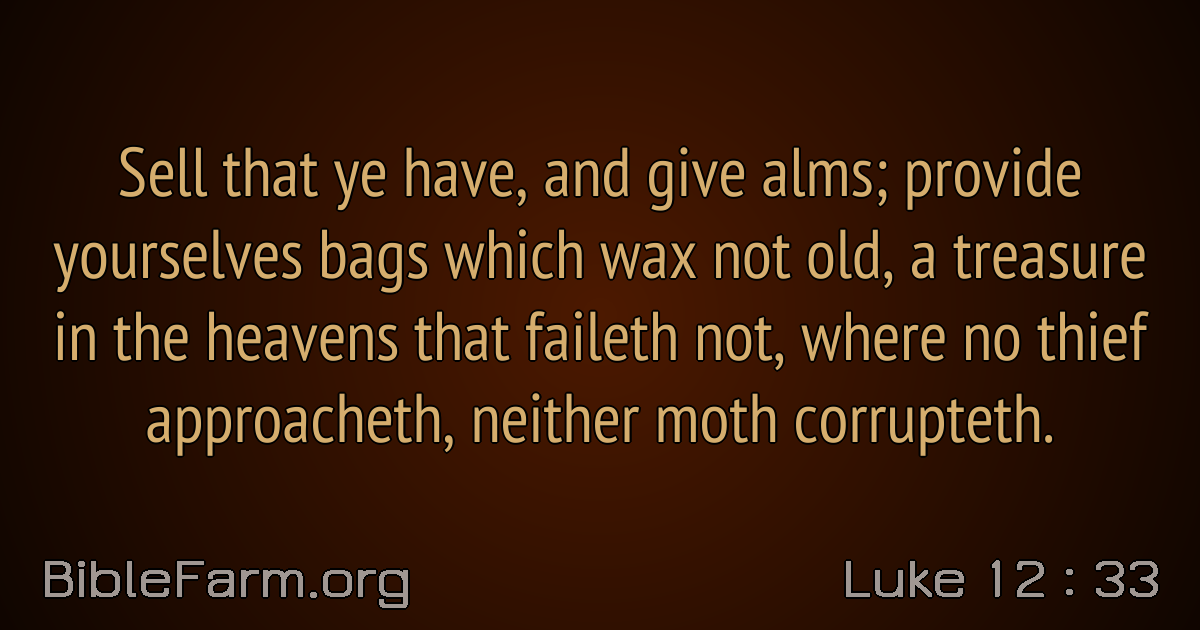 Sell that ye have, and give alms; provide
yourselves bags which wax not old, a treasure
in the heavens that faileth not, where no thief
approacheth, neither moth corrupteth.
BibleFarm.org
Luke 12 : 33